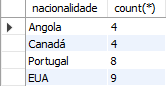 nacionalidade count(*)
Angola 4
Canadá 4
Portugal 8
EUA 9